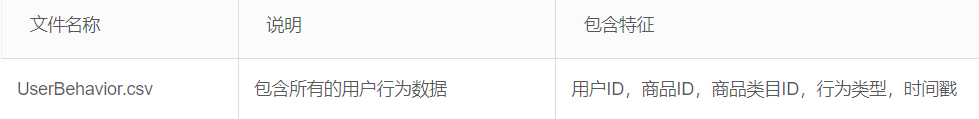 文件名称 说明 包含特征
UserBehavior.csv 包含所有的用户行为数据 用户ID，商品ID，商品类目ID，行为类型，时间戳